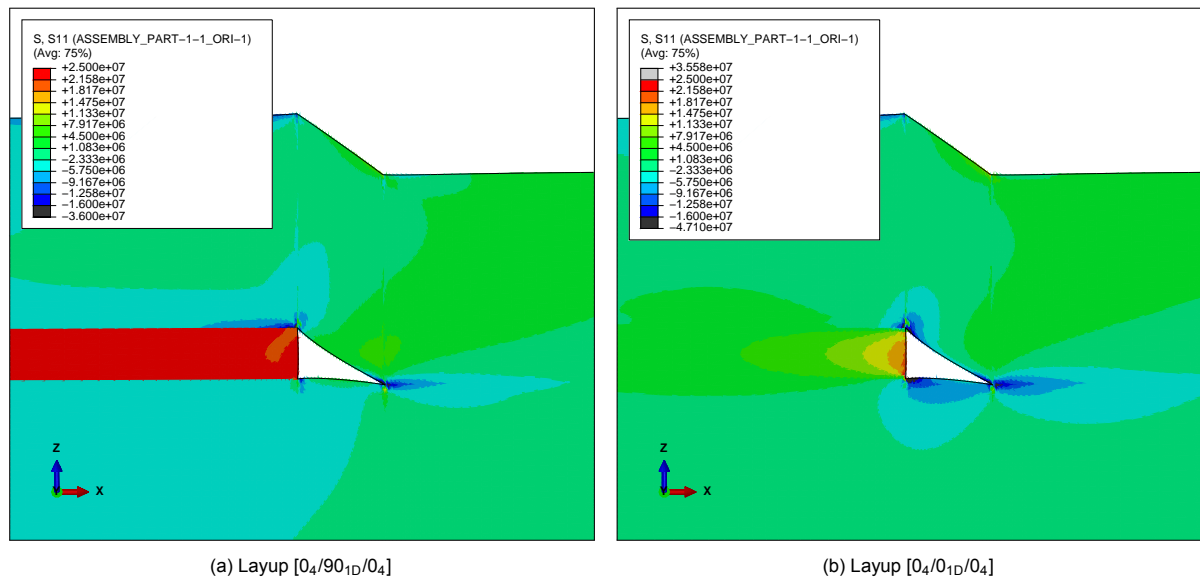 S, S11 (ASSEMBLY_PART−1−1_ORI−1)
(Avg: 75%)
+2.500e+07
+2.158e+07
+1.817e+07
+1.475e+07
+1.133e+07
+7.917e+06
+4.500e+06
+1.083e+06
−2.333e+06
−5.750e+06
−9.167e+06
−1.258e+07
−1.600e+07
−3.600e+07
Z
X
(a) Layup [0₄/90₁D/0₄]
S, S11 (ASSEMBLY_PART−1−1_ORI−1)
(Avg: 75%)
+3.558e+07
+2.500e+07
+2.158e+07
+1.817e+07
+1.475e+07
+1.133e+07
+7.917e+06
+4.500e+06
+1.083e+06
−2.333e+06
−5.750e+06
−9.167e+06
−1.258e+07
−1.600e+07
−4.710e+07
Z
X
(b) Layup [0₄/0₁D/0₄]